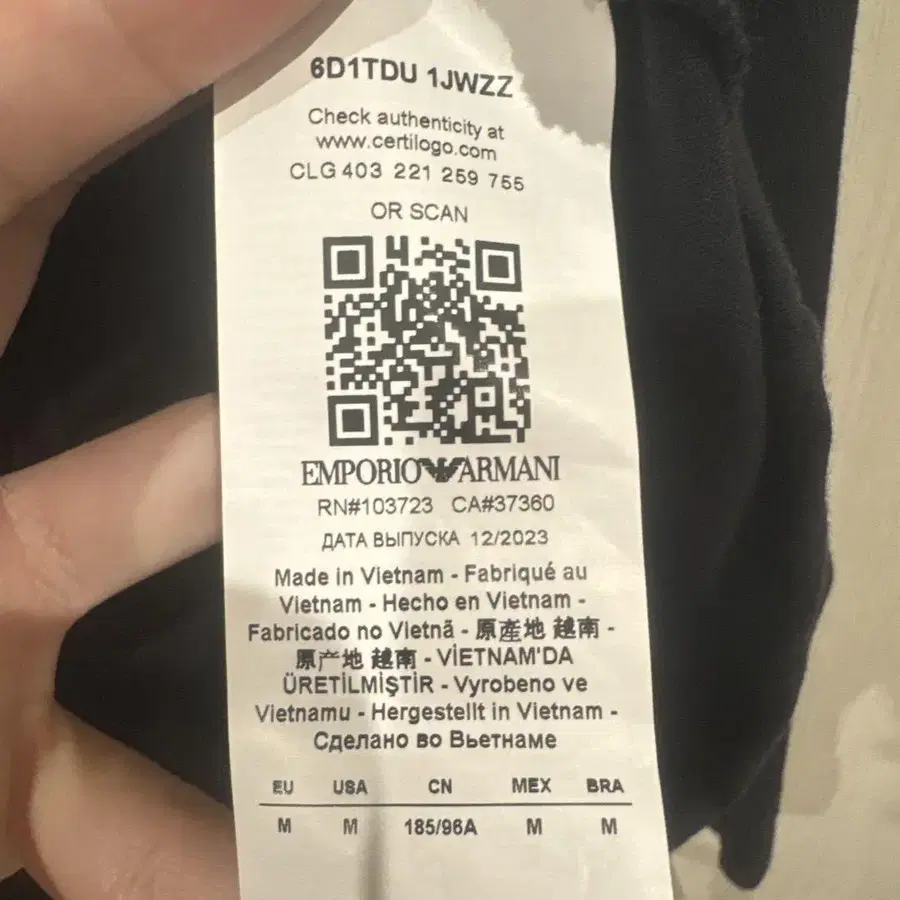 6D1TDU 1JWZZ
Check authenticity at
www.certilogo.com
CLG 403 221 259 755
OR SCAN
EMPORIO ARMANI
RN#103723 CA#37360
ДАТА ВЫПУСКА 12/2023
Made in Vietnam - Fabriqué au
Vietnam - Hecho en Vietnam -
Fabricado no Vietnã - 原產地 越南 -
原产地 越南 - VİETNAM'DA
ÜRETİLMİŞTİR - Vyrobeno ve
Vietnamu - Hergestellt in Vietnam -
Сделано во Вьетнаме
EU USA CN MEX BRA
M M 185/96A M M